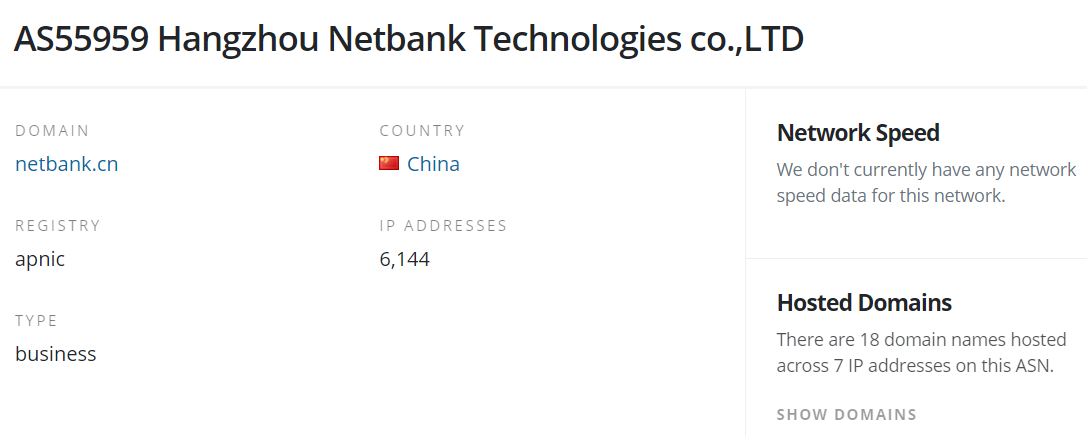 AS55959 Hangzhou Netbank Technologies co.,LTD
DOMAIN
netbank.cn
COUNTRY
China
REGISTRY
apnic
IP ADDRESSES
6,144
TYPE
business
Network Speed
We don't currently have any network
speed data for this network.
Hosted Domains
There are 18 domain names hosted
across 7 IP addresses on this ASN.
SHOW DOMAINS